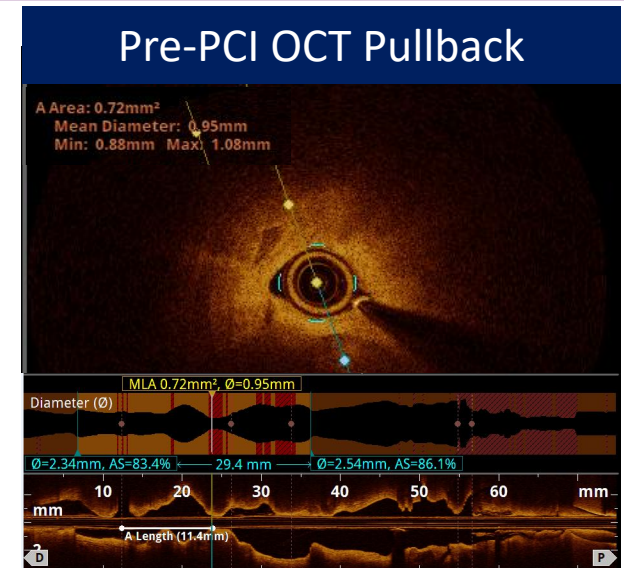 Pre-PCI OCT Pullback
A Area: 0.72mm²
Mean Diameter: 0.95mm
Min: 0.88mm Max: 1.08mm
MLA 0.72mm², Ø=0.95mm
Diameter (Ø)
Ø=2.34mm, AS=83.4% 29.4 mm Ø=2.54mm, AS=86.1%
10 20 30 40 50 60 mm
mm
A Length (11.4mm)
2
D P